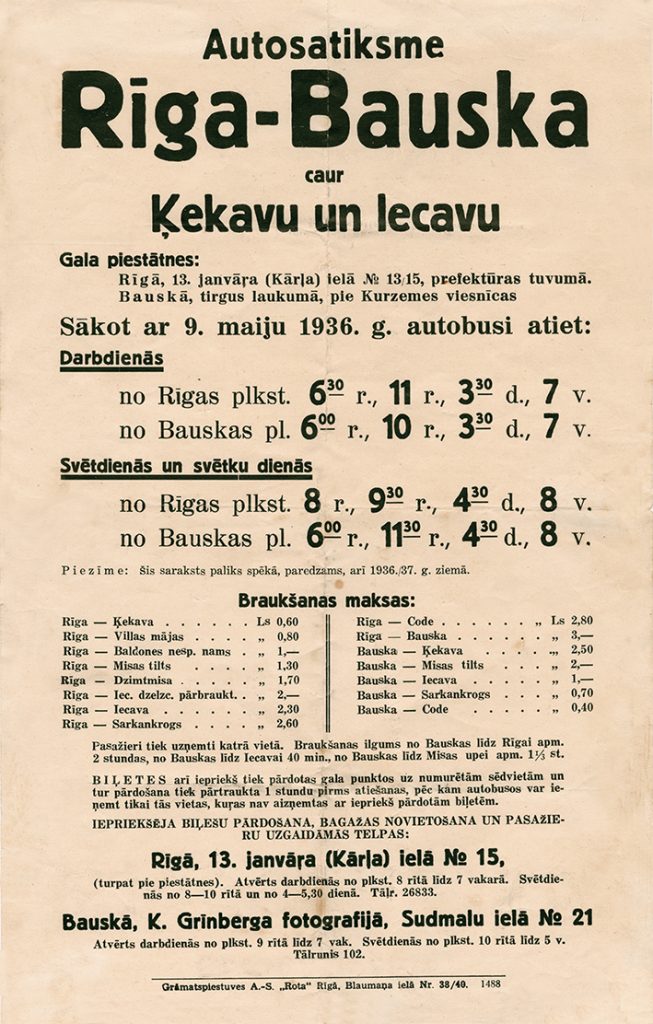 Autosatiksme
Rīga-Bauska
caur
Ķekavu un Iecavu
Gala piestātnes:
Rīgā, 13. janvāŗa (Kārļa) ielā № 13/15, prefektūras tuvumā.
Bauskā, tirgus laukumā, pie Kurzemes viesnīcas
Sākot ar 9. maiju 1936. g. autobusi atiet:
Darbdienās
no Rīgas plkst. 6³⁰ r., 11 r., 3³⁰ d., 7 v.
no Bauskas pl. 6⁰⁰ r., 10 r., 3³⁰ d., 7 v.
Svētdienās un svētku dienās
no Rīgas plkst. 8 r., 9³⁰ r., 4³⁰ d., 8 v.
no Bauskas pl. 6⁰⁰ r., 11³⁰ r., 4³⁰ d., 8 v.
Piezīme: Šis saraksts paliks spēkā, paredzams, arī 1936./37. g. ziemā.
Braukšanas maksas:
Rīga — Ķekava . . . . . . Ls 0,60
Rīga — Villas mājas . . . . „ 0,80
Rīga — Baldones nesp. nams . „ 1,—
Rīga — Misas tilts . . . . . „ 1,30
Rīga — Dzimtmisa . . . . . „ 1,70
Rīga — Iec. dzelzc. pārbraukt. . „ 2,—
Rīga — Iecava . . . . . „ 2,30
Rīga — Sarkankrogs . . . . „ 2,60
Rīga — Code . . . . . . „ Ls 2,80
Rīga — Bauska . . . . . . „ 3,—
Bauska — Ķekava . . . . . „ 2,50
Bauska — Misas tilts . . . „ 2,—
Bauska — Iecava . . . . . „ 1,—
Bauska — Sarkankrogs . . . „ 0,70
Bauska — Code . . . . . „ 0,40
Pasažieri tiek uzņemti katrā vietā. Braukšanas ilgums no Bauskas līdz Rīgai apm.
2 stundas, no Bauskas līdz Iecavai 40 min., no Bauskas līdz Misas upei apm. 1⅓ st.
BIĻETES arī iepriekš tiek pārdotas gala punktos uz numurētām sēdvietām un
tur pārdošana tiek pārtraukta 1 stundu pirms atiešanas, pēc kam autobusos var ie-
ņemt tikai tās vietas, kuŗas nav aizņemtas ar iepriekš pārdotām biļetēm.
IEPRIEKŠĒJA BIĻEŠU PĀRDOŠANA, BAGAŽAS NOVIETOŠANA UN PASAŽIE-
RU UZGAIDĀMĀS TELPAS:
Rīgā, 13. janvāŗa (Kārļa) ielā № 15,
(turpat pie piestātnes). Atvērts darbdienās no plkst. 8 rītā līdz 7 vakarā. Svētdie-
nās no 8—10 rītā un no 4—5,30 dienā. Tālr. 26833.
Bauskā, K. Grīnberga fotografijā, Sudmalu ielā № 21
Atvērts darbdienās no plkst. 9 rītā līdz 7 vak. Svētdienās no plkst. 10 rītā līdz 5 v.
Tālrunis 102.
Grāmatspiestuves A.-S. „Rota" Rīgā, Blaumaņa ielā Nr. 38/40. 1488